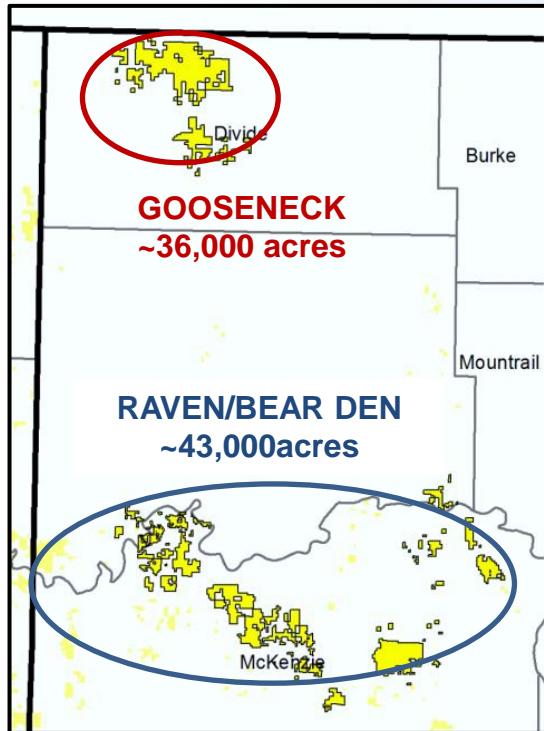 Divide
Burke
GOOSENECK
~36,000 acres
Mountrail
RAVEN/BEAR DEN
~43,000acres
McKenzie